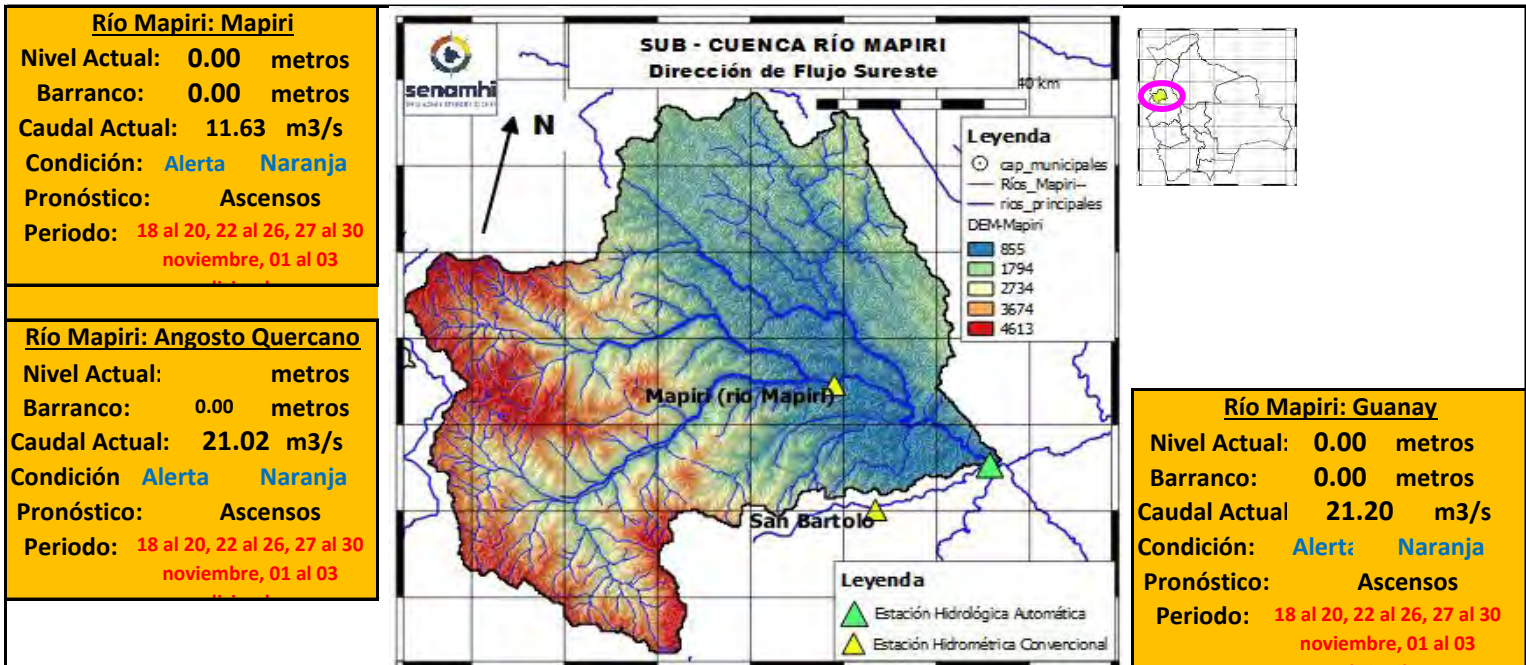 Río Mapiri: Mapiri
Nivel Actual: 0.00 metros
Barranco: 0.00 metros
Caudal Actual: 11.63 m3/s
Condición: Alerta Naranja
Pronóstico: Ascensos
Periodo: 18 al 20, 22 al 26, 27 al 30
noviembre, 01 al 03
Río Mapiri: Angosto Quercano
Nivel Actual: metros
Barranco: 0.00 metros
Caudal Actual: 21.02 m3/s
Condición Alerta Naranja
Pronóstico: Ascensos
Periodo: 18 al 20, 22 al 26, 27 al 30
noviembre, 01 al 03
senamhi
SUB - CUENCA RÍO MAPIRI
Dirección de Flujo Sureste
40 km
N
Leyenda
cap_municipales
Ríos_Mapiri--
rios_principales
DEM-Mapiri
855
1794
2734
3674
4613
Mapiri (rio Mapiri)
San Bartolo
Leyenda
Estación Hidrológica Automática
Estación Hidrométrica Convencional
Río Mapiri: Guanay
Nivel Actual: 0.00 metros
Barranco: 0.00 metros
Caudal Actual 21.20 m3/s
Condición: Alerta Naranja
Pronóstico: Ascensos
Periodo: 18 al 20, 22 al 26, 27 al 30
noviembre, 01 al 03